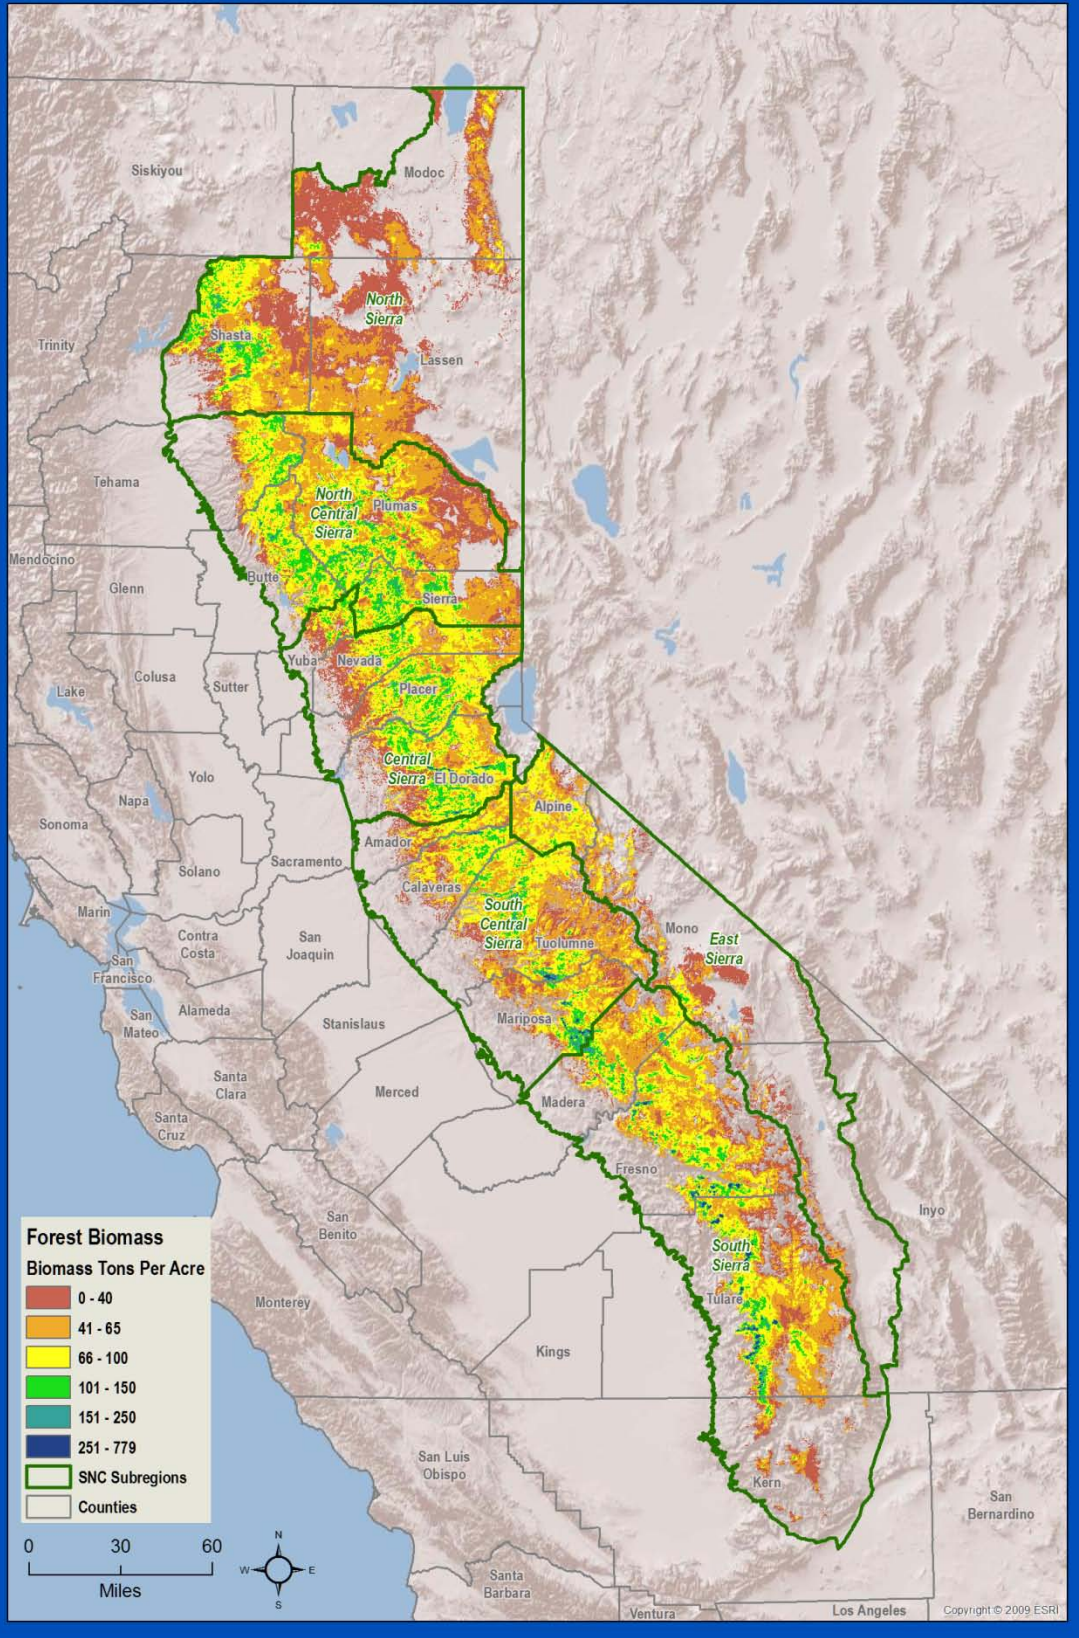 Siskiyou
Modoc
North
Sierra
Shasta
Trinity
Lassen
Tehama
North
Central
Sierra
Plumas
Mendocino
Glenn
Butte
Sierra
Colusa
Yuba
Nevada
Lake
Sutter
Placer
Central
Sierra
El Dorado
Yolo
Napa
Alpine
Sonoma
Amador
Sacramento
Solano
Calaveras
South
Central
Sierra
Marin
San
Joaquin
Contra
Costa
Tuolumne
Mono
East
Sierra
San
Francisco
Alameda
San
Mateo
Stanislaus
Mariposa
Santa
Clara
Merced
Madera
Santa
Cruz
Fresno
Inyo
San
Benito
South
Sierra
Tulare
Monterey
Kings
Forest Biomass
Biomass Tons Per Acre
0 - 40
41 - 65
66 - 100
101 - 150
151 - 250
251 - 779
SNC Subregions
Counties
San Luis
Obispo
Kern
San
Bernardino
0 30 60
Miles
N
W E
S
Santa
Barbara
Ventura
Los Angeles
Copyright © 2009 ESRI